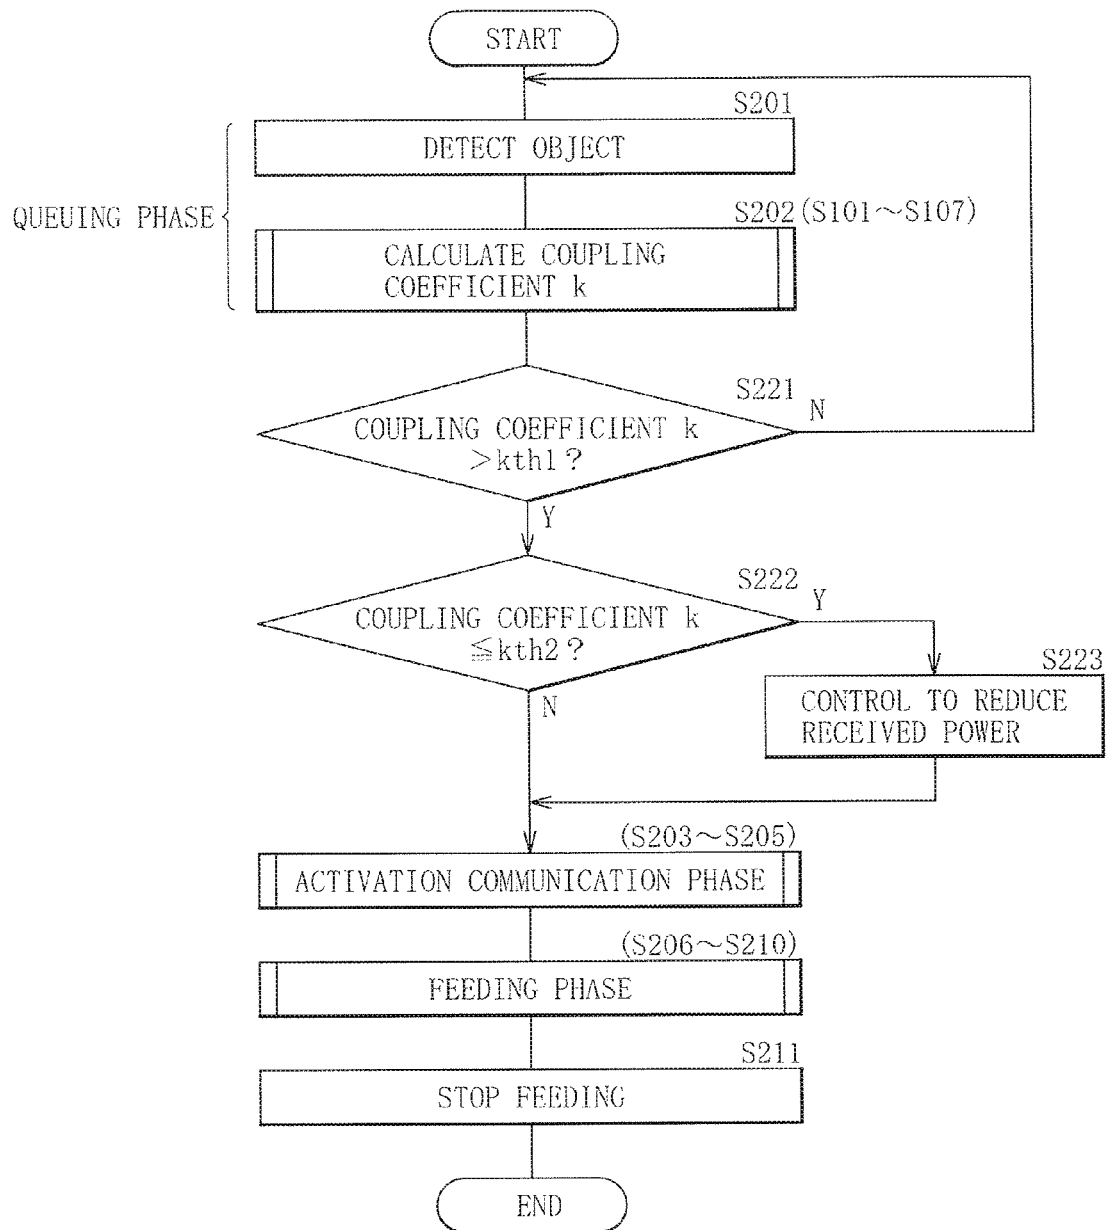 START
S201
DETECT OBJECT
QUEUING PHASE
S202(S101～S107)
CALCULATE COUPLING
COEFFICIENT k
S221
N
COUPLING COEFFICIENT k
＞kth1？
Y
S222
Y
COUPLING COEFFICIENT k
≦kth2？
N
S223
CONTROL TO REDUCE
RECEIVED POWER
(S203～S205)
ACTIVATION COMMUNICATION PHASE
(S206～S210)
FEEDING PHASE
S211
STOP FEEDING
END